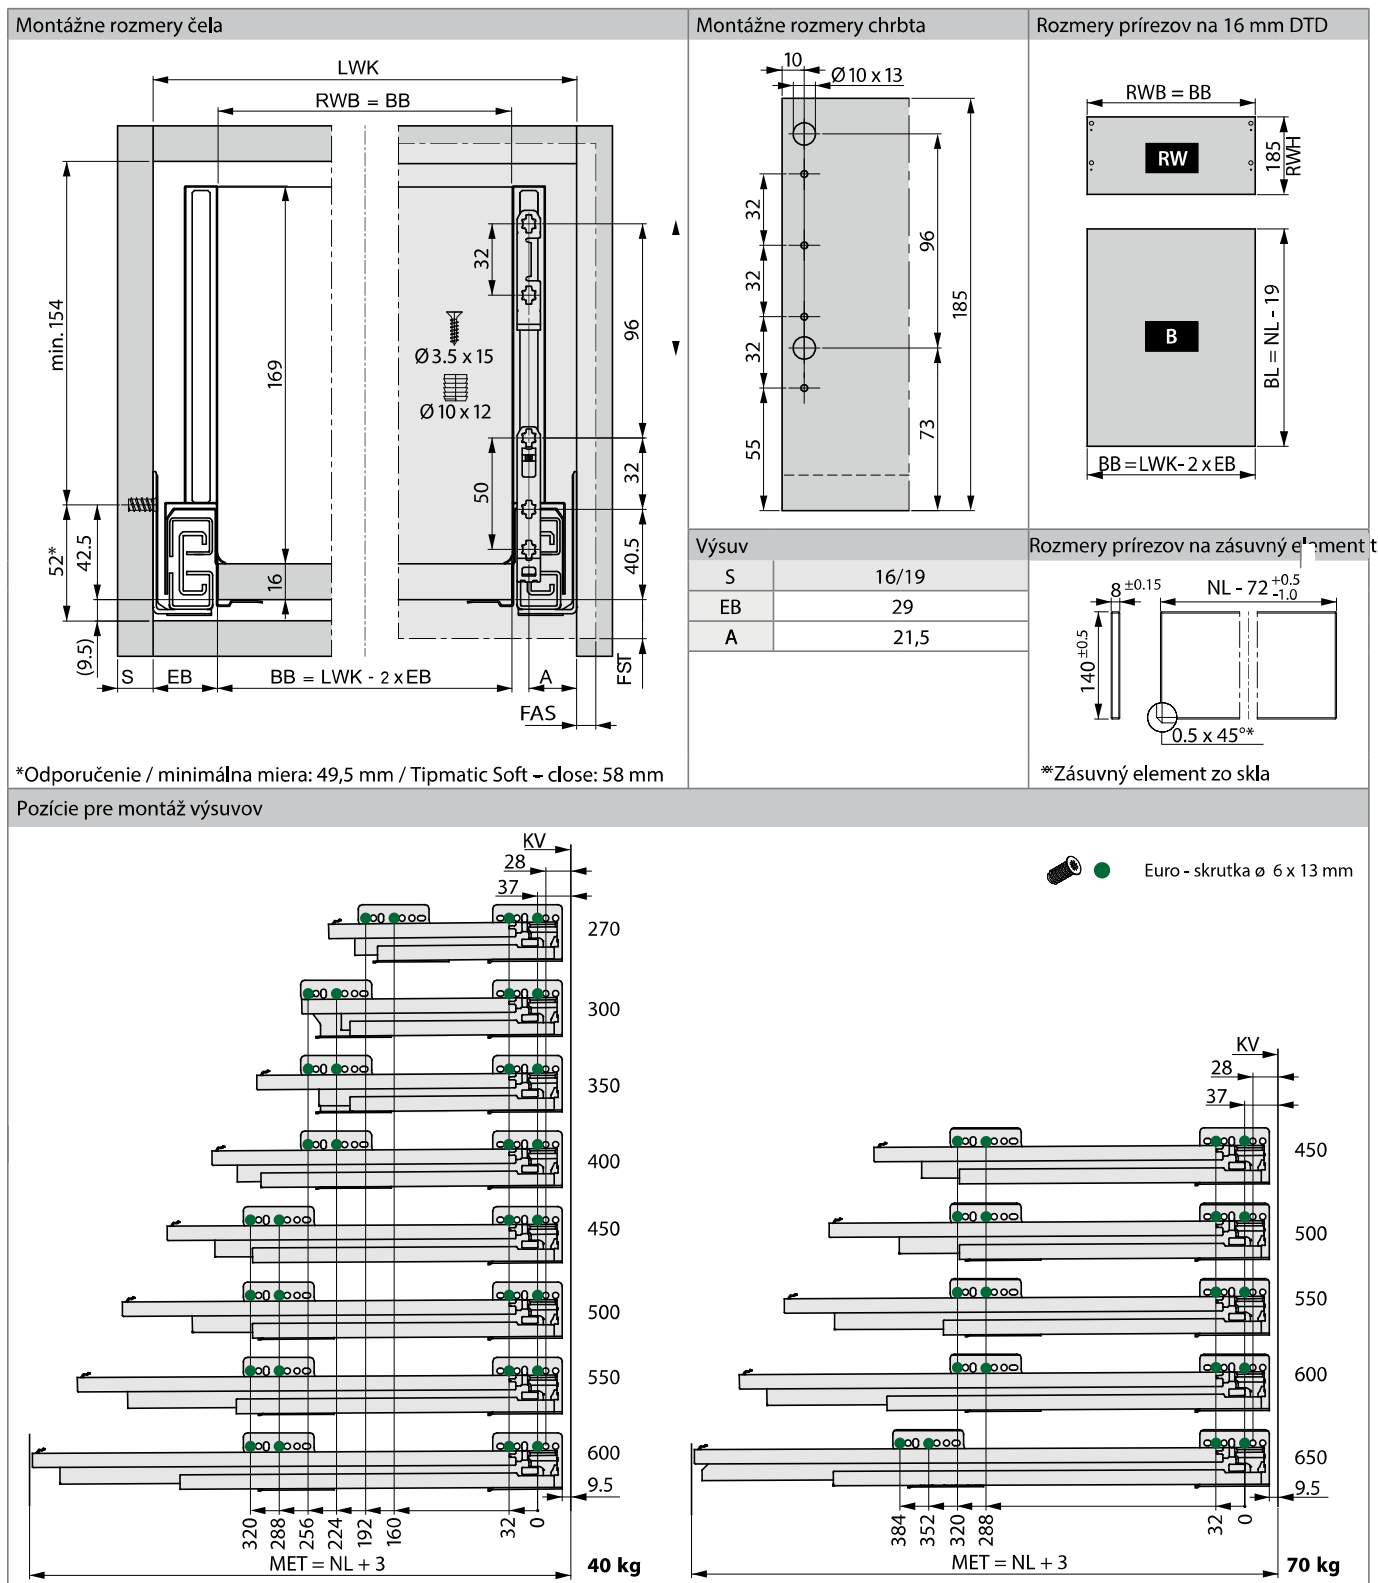 Montážne rozmery čela
LWK
RWB = BB
min. 154
169
32
96
Ø 3.5 x 15
Ø 10 x 12
50
32
40.5
52*
42.5
16
(9.5)
S
EB
BB = LWK - 2 x EB
A
FAS
FST
*Odporučenie / minimálna miera: 49,5 mm / Tipmatic Soft – close: 58 mm
Montážne rozmery chrbta
10
Ø 10 x 13
32
32
32
55
96
73
185
Výsuv
S 16/19
EB 29
A 21,5
Rozmery prírezov na 16 mm DTD
RWB = BB
RW
185
RWH
B
BL = NL - 19
BB = LWK - 2 x EB
Rozmery prírezov na zásuvný element t
8 ±0.15
NL - 72 +0.5 -1.0
140 ±0.5
0.5 x 45°*
*Zásuvný element zo skla
Pozície pre montáž výsuvov
Euro - skrutka ø 6 x 13 mm
KV
28
37
270
300
350
400
450
500
550
600
9.5
320
288
256
224
192
160
32
0
MET = NL + 3
40 kg
KV
28
37
450
500
550
600
650
9.5
384
352
320
288
32
0
MET = NL + 3
70 kg